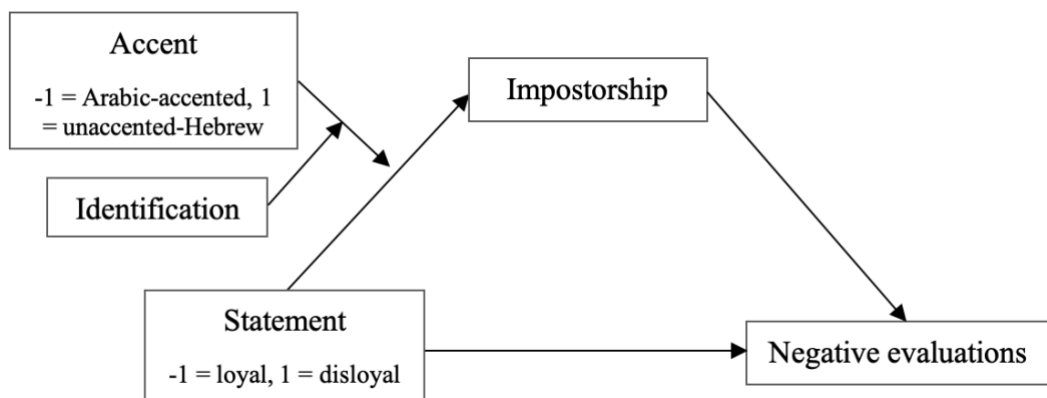 Accent
-1 = Arabic-accented, 1
= unaccented-Hebrew
Impostorship
Identification
Statement
-1 = loyal, 1 = disloyal
Negative evaluations